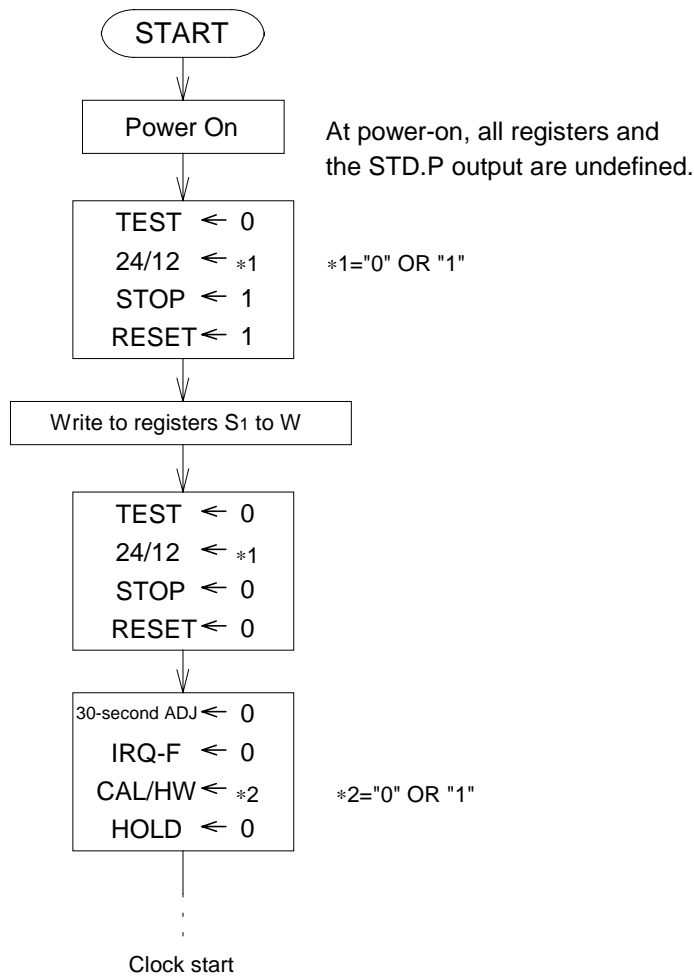 START
Power On
At power-on, all registers and
the STD.P output are undefined.
TEST ← 0
24/12 ← *1
*1="0" OR "1"
STOP ← 1
RESET ← 1
Write to registers S1 to W
TEST ← 0
24/12 ← *1
STOP ← 0
RESET ← 0
30-second ADJ ← 0
IRQ-F ← 0
CAL/HW ← *2
*2="0" OR "1"
HOLD ← 0
Clock start